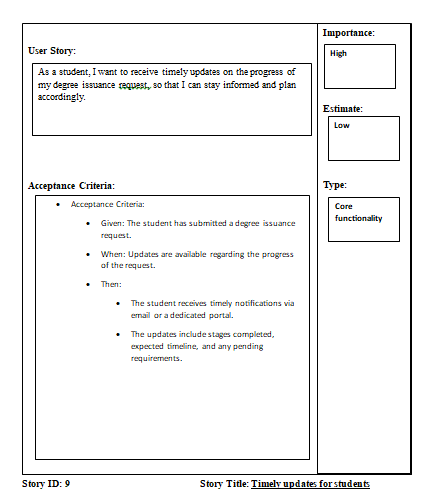 Importance:
High
User Story:
As a student, I want to receive timely updates on the progress of
my degree issuance request, so that I can stay informed and plan
accordingly.
Estimate:
Low
Acceptance Criteria:
Type:
Core
functionality
• Acceptance Criteria:
• Given: The student has submitted a degree issuance
request.
• When: Updates are available regarding the progress
of the request.
• Then:
• The student receives timely notifications via
email or a dedicated portal.
• The updates include stages completed,
expected timeline, and any pending
requirements.
Story ID: 9
Story Title: Timely updates for students